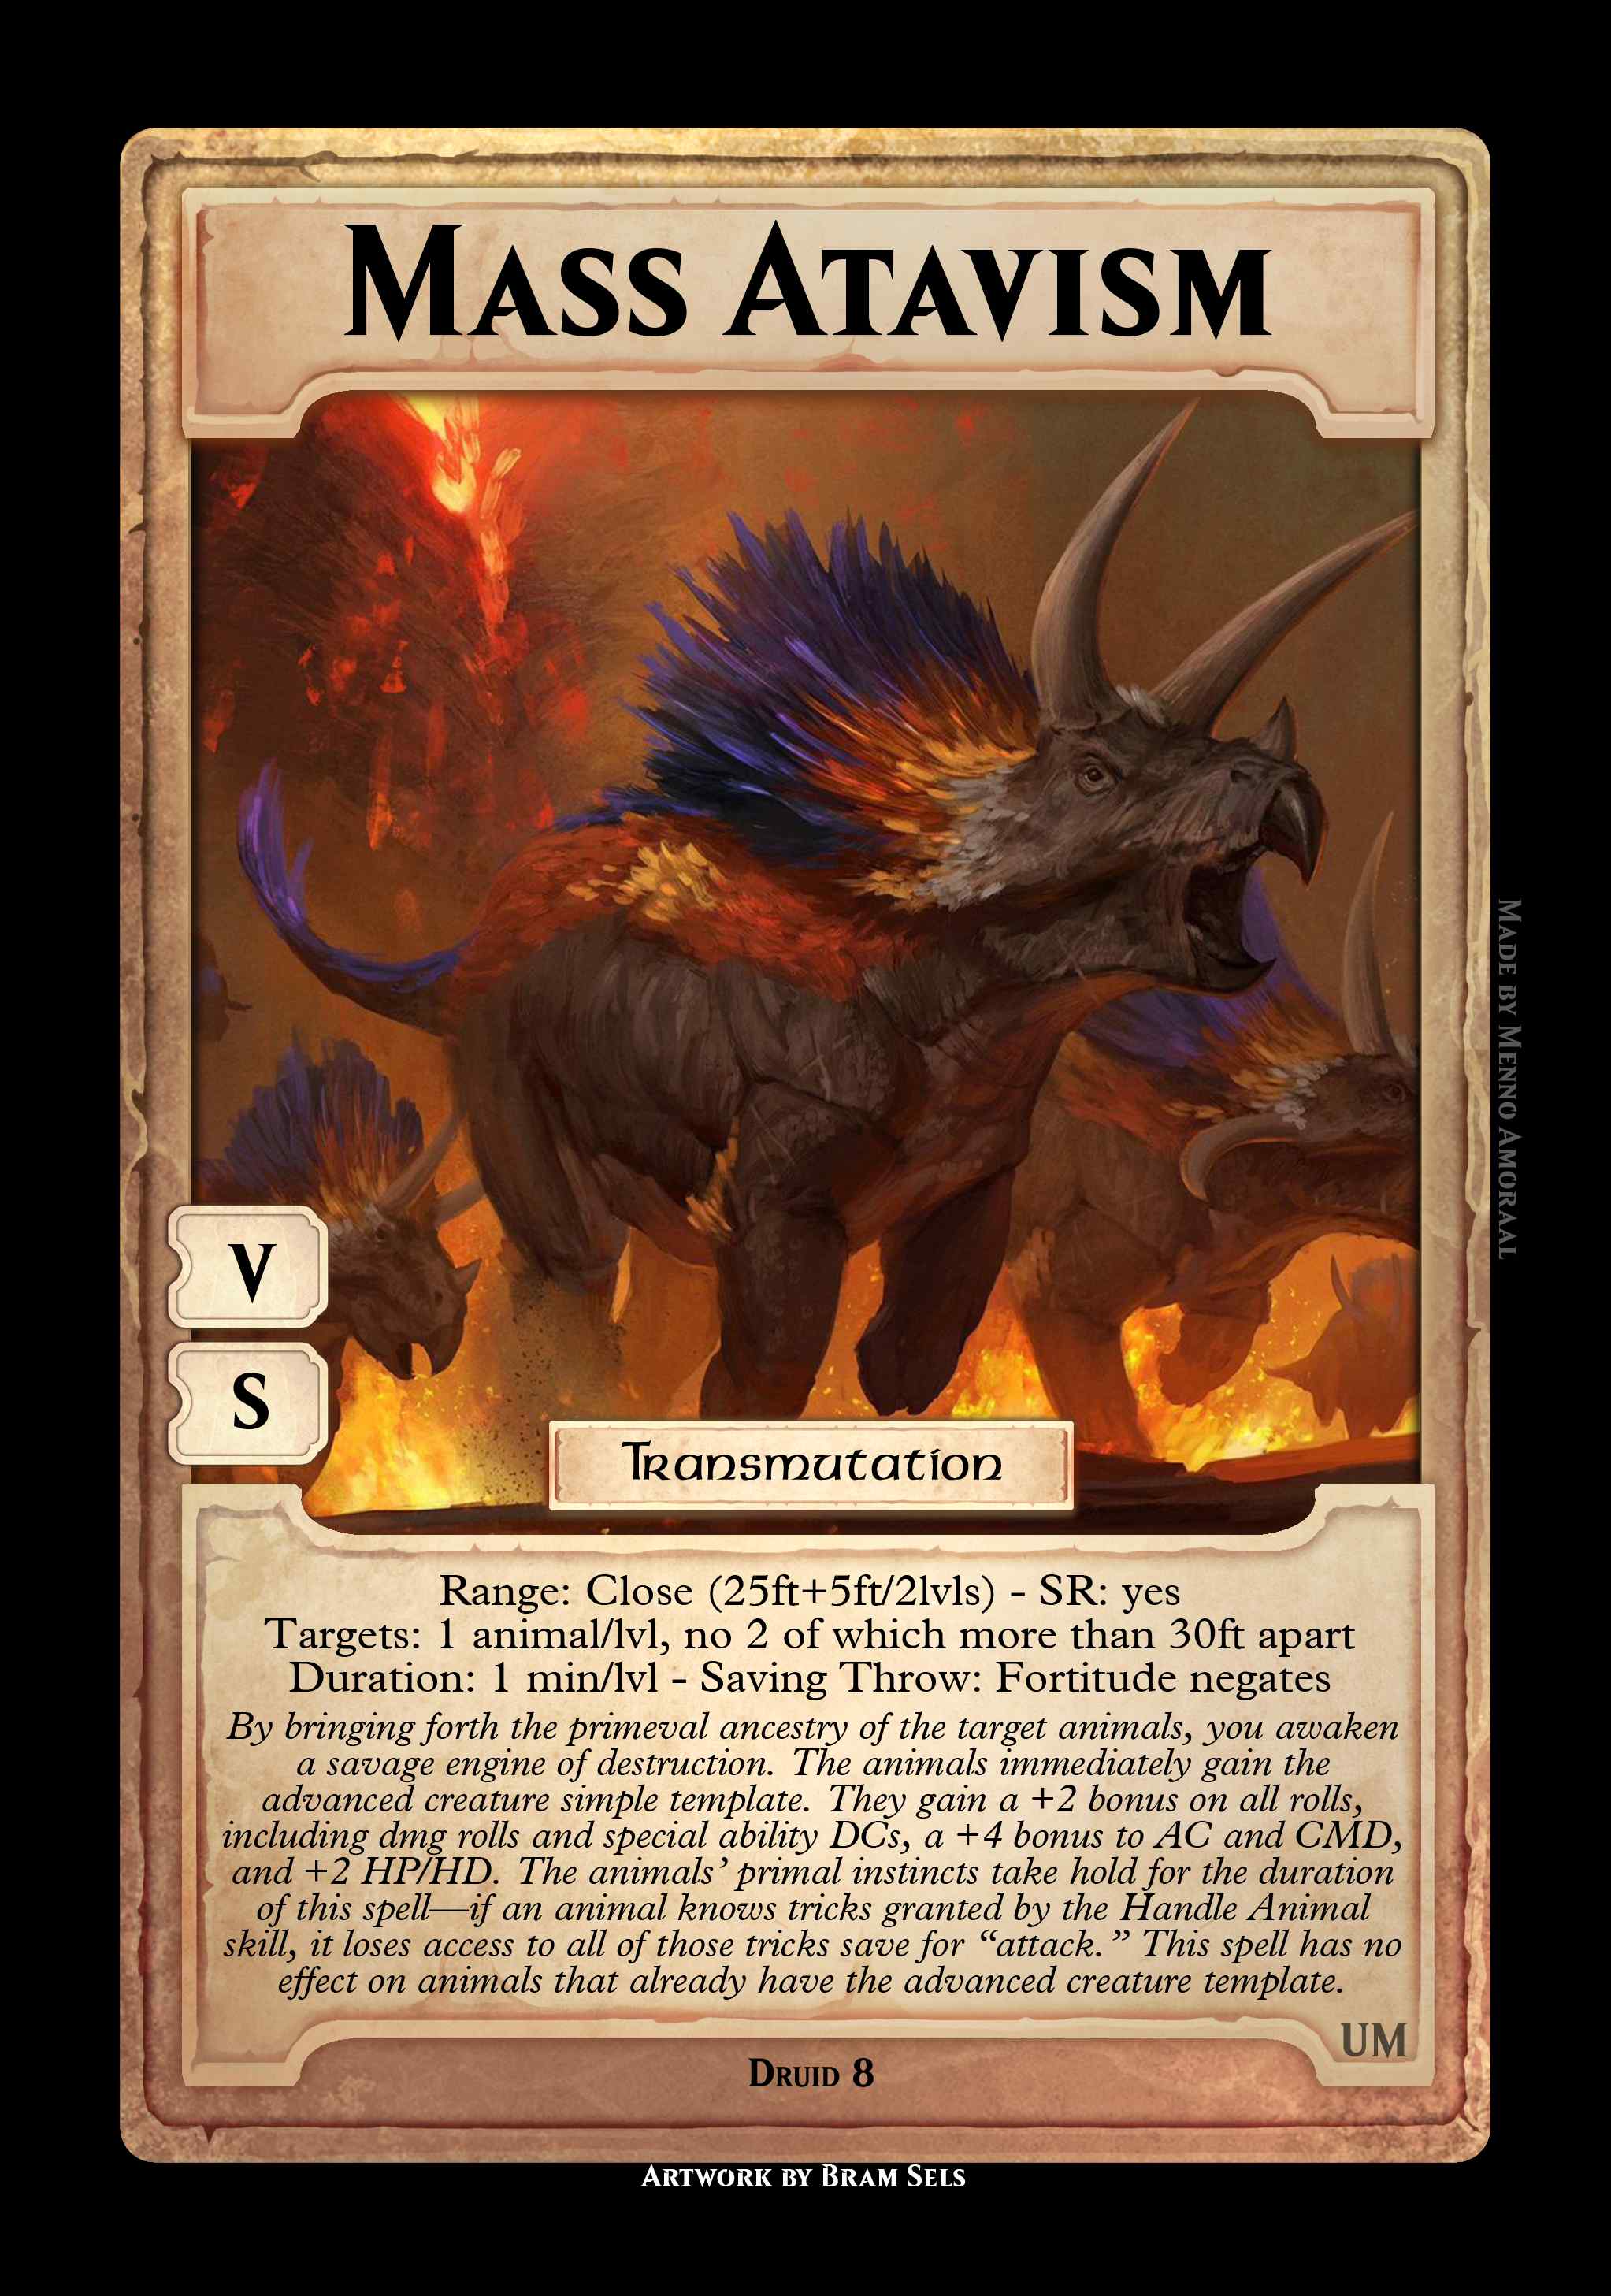 Mass Atavism
V
S
Transmutation
Range: Close (25ft+5ft/2lvls) - SR: yes
Targets: 1 animal/lvl, no 2 of which more than 30ft apart
Duration: 1 min/lvl - Saving Throw: Fortitude negates
By bringing forth the primeval ancestry of the target animals, you awaken
a savage engine of destruction. The animals immediately gain the
advanced creature simple template. They gain a +2 bonus on all rolls,
including dmg rolls and special ability DCs, a +4 bonus to AC and CMD,
and +2 HP/HD. The animals’ primal instincts take hold for the duration
of this spell—if an animal knows tricks granted by the Handle Animal
skill, it loses access to all of those tricks save for “attack.” This spell has no
effect on animals that already have the advanced creature template.
UM
Druid 8
Artwork by Bram Sels
Made by Menno Amoraal